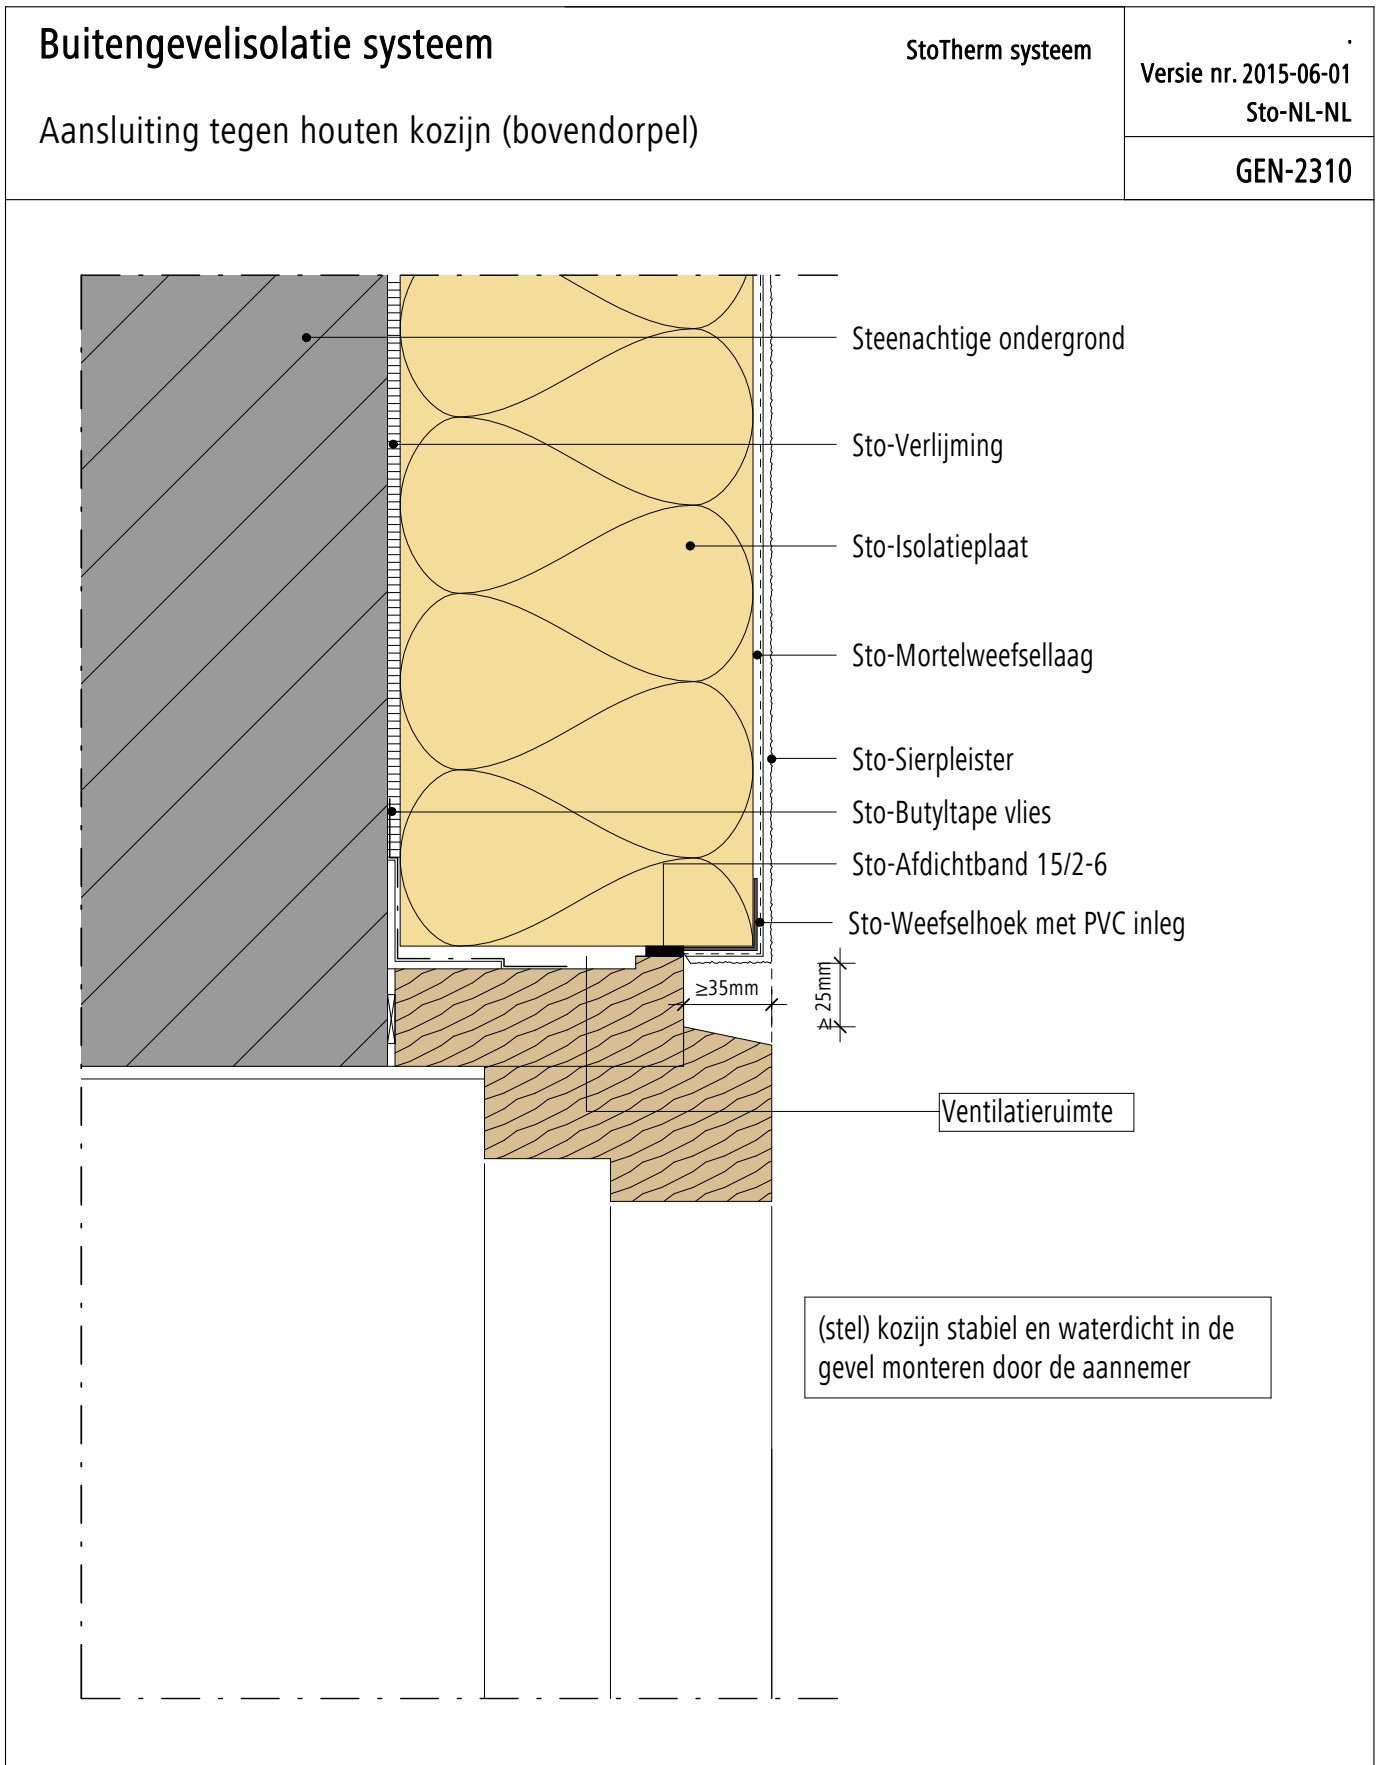 Buitengevelisolatie systeem
StoTherm systeem
.
Versie nr. 2015-06-01
Sto-NL-NL
Aansluiting tegen houten kozijn (bovendorpel)
GEN-2310
Steenachtige ondergrond
Sto-Verlijming
Sto-Isolatieplaat
Sto-Mortelweefsellaag
Sto-Sierpleister
Sto-Butyltape vlies
Sto-Afdichtband 15/2-6
Sto-Weefselhoek met PVC inleg
≥35mm
≥25mm
Ventilatieruimte
(stel) kozijn stabiel en waterdicht in de
gevel monteren door de aannemer